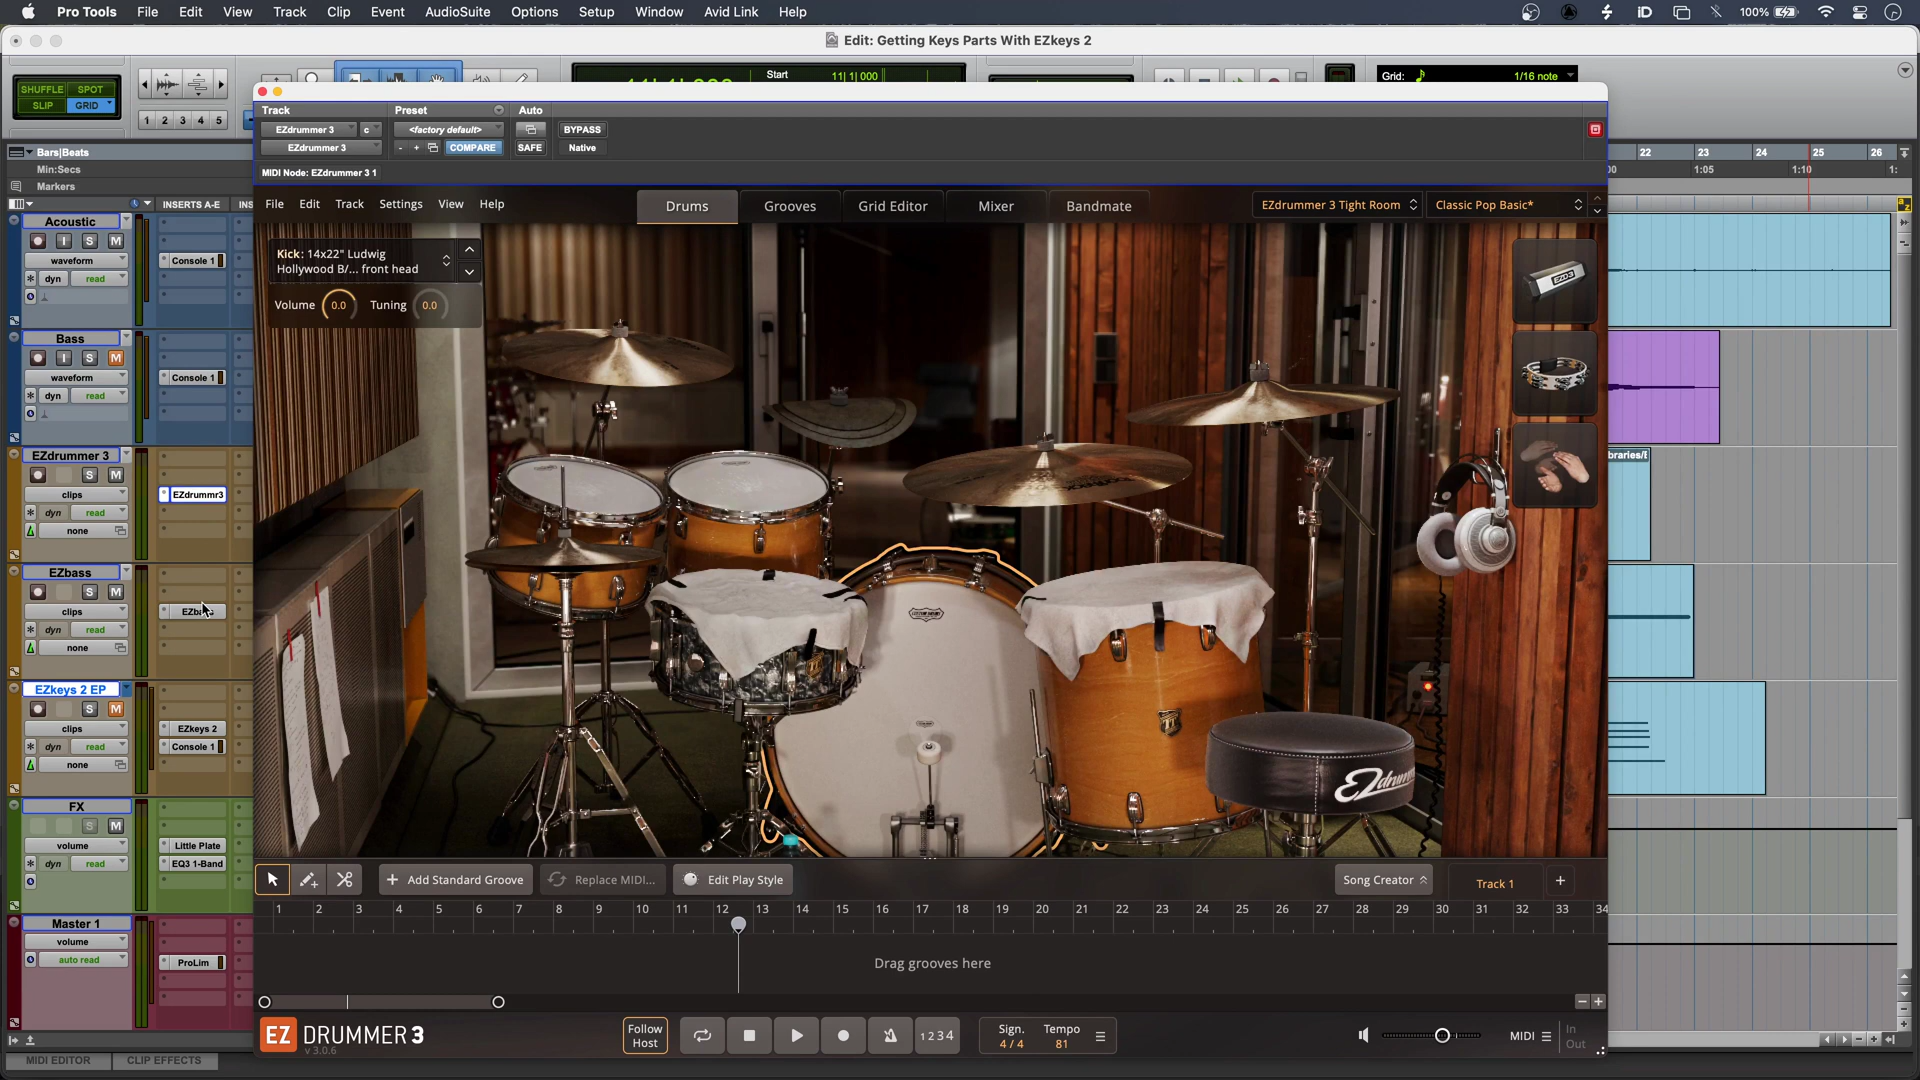 Pro Tools File Edit View Track Clip Event AudioSuite Options Setup Window Avid Link Help
iD 100%
Edit: Getting Keys Parts With EZkeys 2
SHUFFLE SPOT
SLIP GRID
1 2 3 4 5
Start 11| 1| 000
Grid: 1/16 note
Track Preset Auto
EZdrummer 3 c <factory default> BYPASS
EZdrummer 3 - + COMPARE SAFE Native
MIDI Node: EZdrummer 3 1
Bars|Beats
Min:Secs
Markers
22 23 24 25 26
1:05 1:10 1:
INSERTS A-E INS
File Edit Track Settings View Help
Drums Grooves Grid Editor Mixer Bandmate
EZdrummer 3 Tight Room Classic Pop Basic*
Kick: 14x22" Ludwig
Hollywood B/... front head
Volume 0.0 Tuning 0.0
Acoustic
I S M
waveform
dyn read
Console 1
Bass
I S M
waveform
dyn read
Console 1
EZdrummer 3
S M
clips
dyn read
none
EZdrummr3
braries/E
EZbass
S M
clips
dyn read
none
EZkeys 2 EP
S M
clips
dyn read
none
EZkeys 2
Console 1
FX
S M
volume
dyn read
Little Plate
EQ3 1-Band
Master 1
volume
auto read
ProLim
MIDI EDITOR CLIP EFFECTS
EZD3
Add Standard Groove Replace MIDI... Edit Play Style Song Creator Track 1 +
1 2 3 4 5 6 7 8 9 10 11 12 13 14 15 16 17 18 19 20 21 22 23 24 25 26 27 28 29 30 31 32 33 34
Drag grooves here
EZ DRUMMER 3
v 3.0.6
Follow
Host
1 2 3 4
Sign. Tempo
4 / 4 81
MIDI In
Out